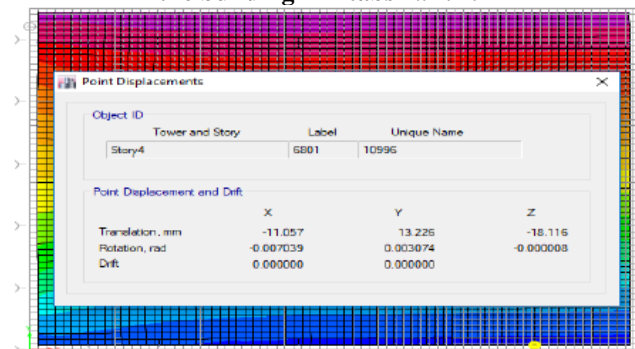 Point Displacements
Object ID
Tower and Story Label Unique Name
Story4 6801 10996
Point Displacement and Drift
X Y Z
Translation, mm -11.057 13.226 -18.116
Rotation, rad -0.007039 0.003074 -0.000008
Drift 0.000000 0.000000